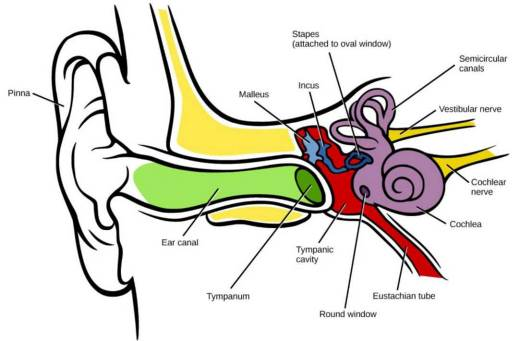 Stapes
(attached to oval window)
Semicircular
canals
Incus
Malleus
Pinna
Vestibular nerve
Cochlear
nerve
Cochlea
Ear canal
Tympanic
cavity
Tympanum
Eustachian tube
Round window